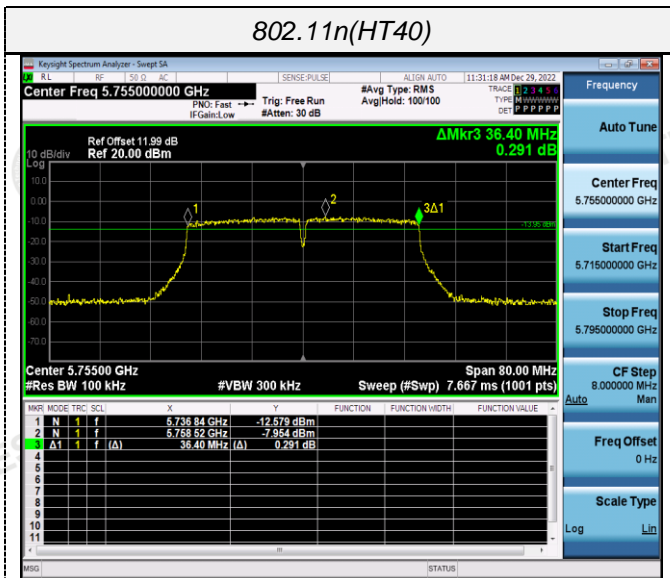 802.11n(HT40)
Keysight Spectrum Analyzer - Swept SA
RL RF 50 Ω AC SENSE:PULSE ALIGN AUTO 11:31:18 AM Dec 29, 2022
Center Freq 5.755000000 GHz
PNO: Fast
IFGain:Low
Trig: Free Run
#Atten: 30 dB
#Avg Type: RMS
Avg|Hold: 100/100
TRACE 1 2 3 4 5 6
TYPE M W W W W W
DET P P P P P P
Ref Offset 11.99 dB
Ref 20.00 dBm
10 dB/div
Log
ΔMkr3 36.40 MHz
0.291 dB
10.0
0.00
-10.0
-20.0
-30.0
-40.0
-50.0
-60.0
-70.0
1
2
3Δ1
-13.95 dBm
Center 5.75500 GHz Span 80.00 MHz
#Res BW 100 kHz #VBW 300 kHz Sweep (#Swp) 7.667 ms (1001 pts)
MKR MODE TRC SCL X Y FUNCTION FUNCTION WIDTH FUNCTION VALUE
1 N 1 f 5.736 84 GHz -12.579 dBm
2 N 1 f 5.758 52 GHz -7.954 dBm
3 Δ1 1 f (Δ) 36.40 MHz (Δ) 0.291 dB
4
5
6
7
8
9
10
11
MSG STATUS
Frequency
Auto Tune
Center Freq
5.755000000 GHz
Start Freq
5.715000000 GHz
Stop Freq
5.795000000 GHz
CF Step
8.000000 MHz
Auto Man
Freq Offset
0 Hz
Scale Type
Log Lin